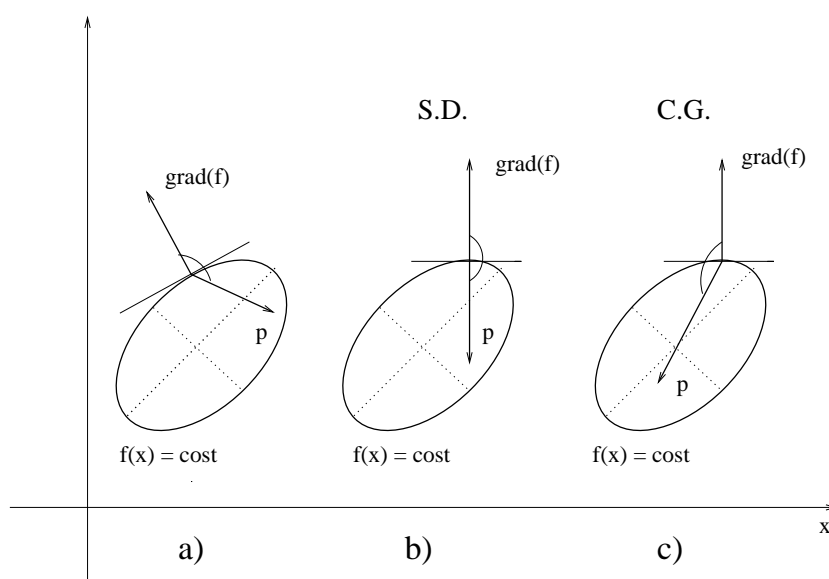 S.D.
C.G.
grad(f)
grad(f)
grad(f)
p
p
p
f(x) = cost
f(x) = cost
f(x) = cost
x
a)
b)
c)